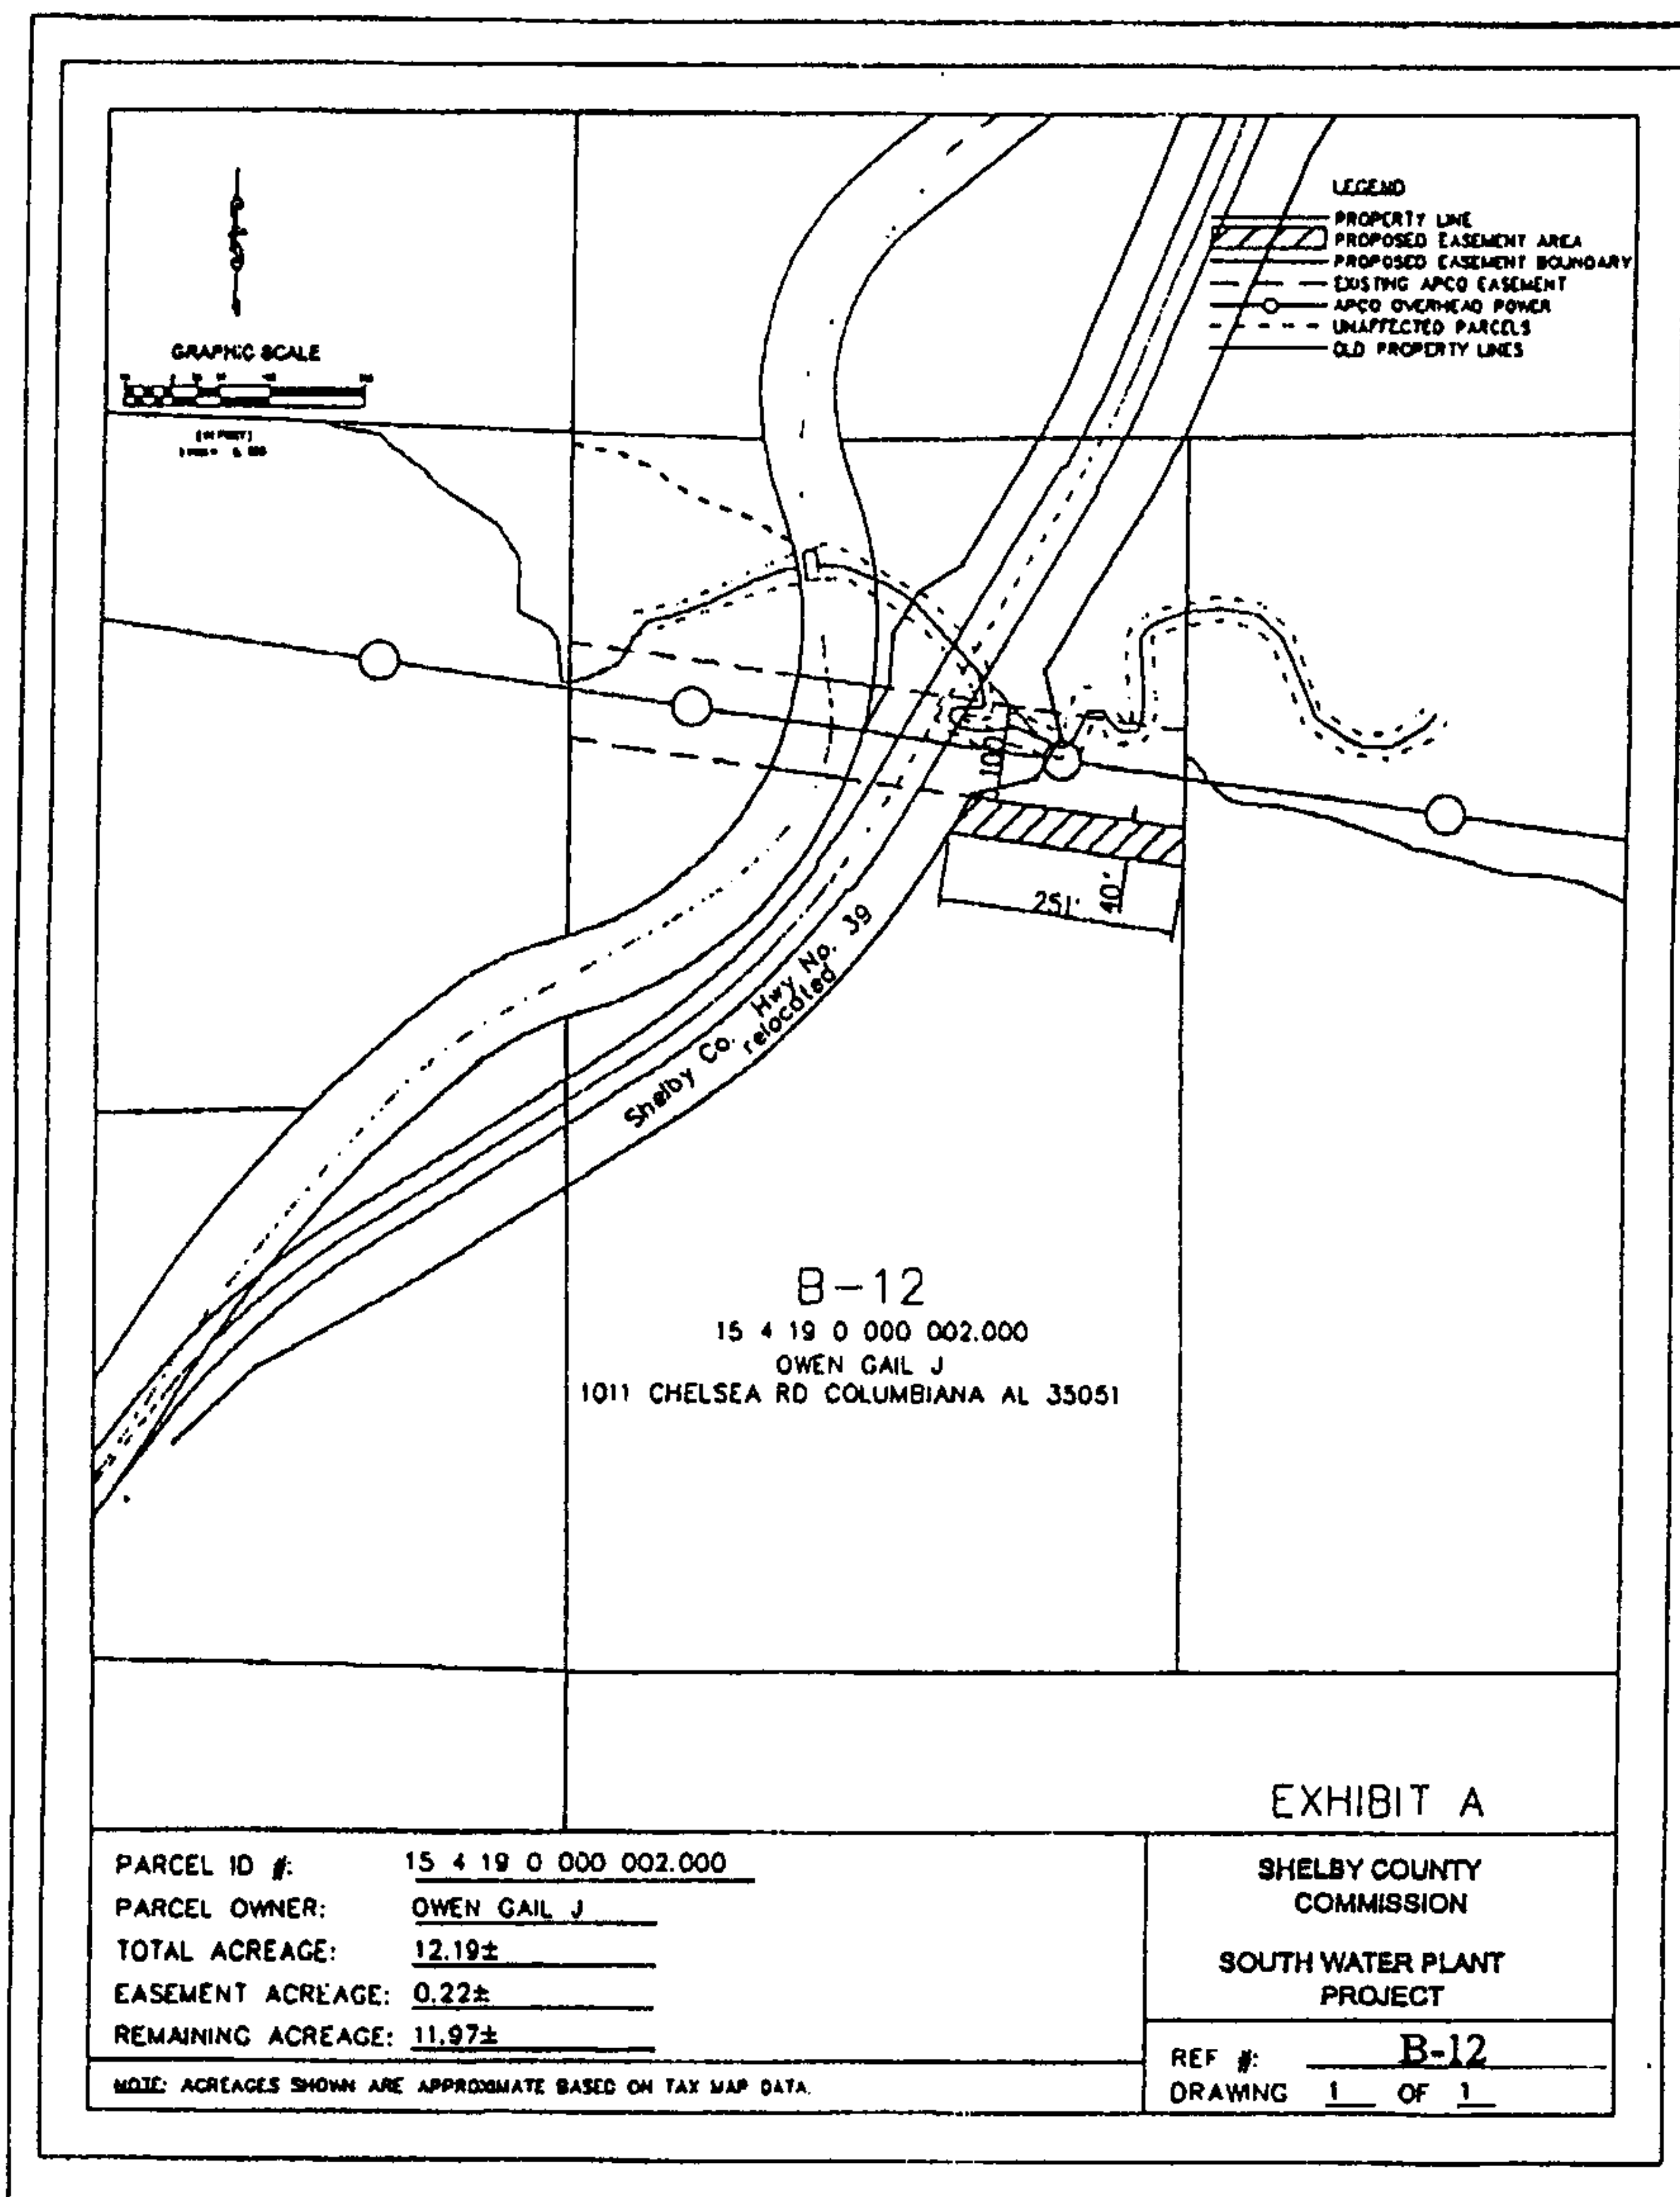 LEGEND
PROPERTY LINE
PROPOSED EASEMENT AREA
PROPOSED EASEMENT BOUNDARY
EXISTING APCO EASEMENT
APCO OVERHEAD POWER
UNAFFECTED PARCELS
OLD PROPERTY LINES
GRAPHIC SCALE
100'
251'
40'
Shelby Co. Hwy No. 39
relocated
B-12
15 4 19 0 000 002.000
OWEN GAIL J
1011 CHELSEA RD COLUMBIANA AL 35051
EXHIBIT A
PARCEL ID #: 15 4 19 0 000 002.000
PARCEL OWNER: OWEN GAIL J
TOTAL ACREAGE: 12.19±
EASEMENT ACREAGE: 0.22±
REMAINING ACREAGE: 11.97±
NOTE: ACREAGES SHOWN ARE APPROXIMATE BASED ON TAX MAP DATA.
SHELBY COUNTY
COMMISSION
SOUTH WATER PLANT
PROJECT
REF #: B-12
DRAWING 1 OF 1